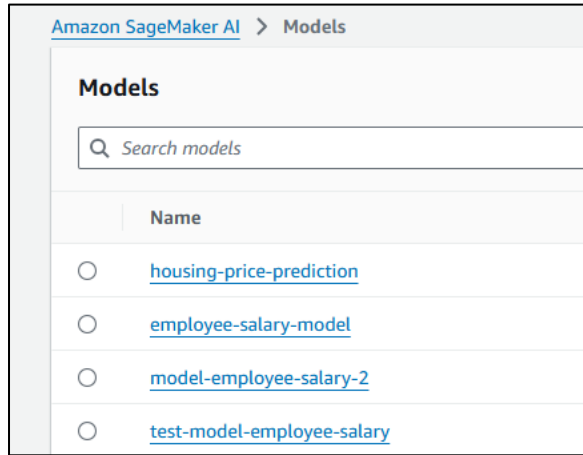 Amazon SageMaker AI > Models
Models
Search models
Name
housing-price-prediction
employee-salary-model
model-employee-salary-2
test-model-employee-salary